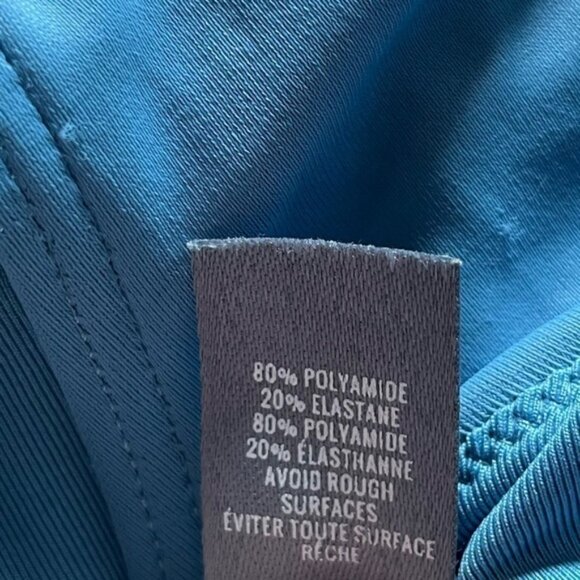 80% POLYAMIDE
20% ELASTANE
80% POLYAMIDE
20% ÉLASTHANNE
AVOID ROUGH
SURFACES
ÉVITER TOUTE SURFACE
RÊCHE